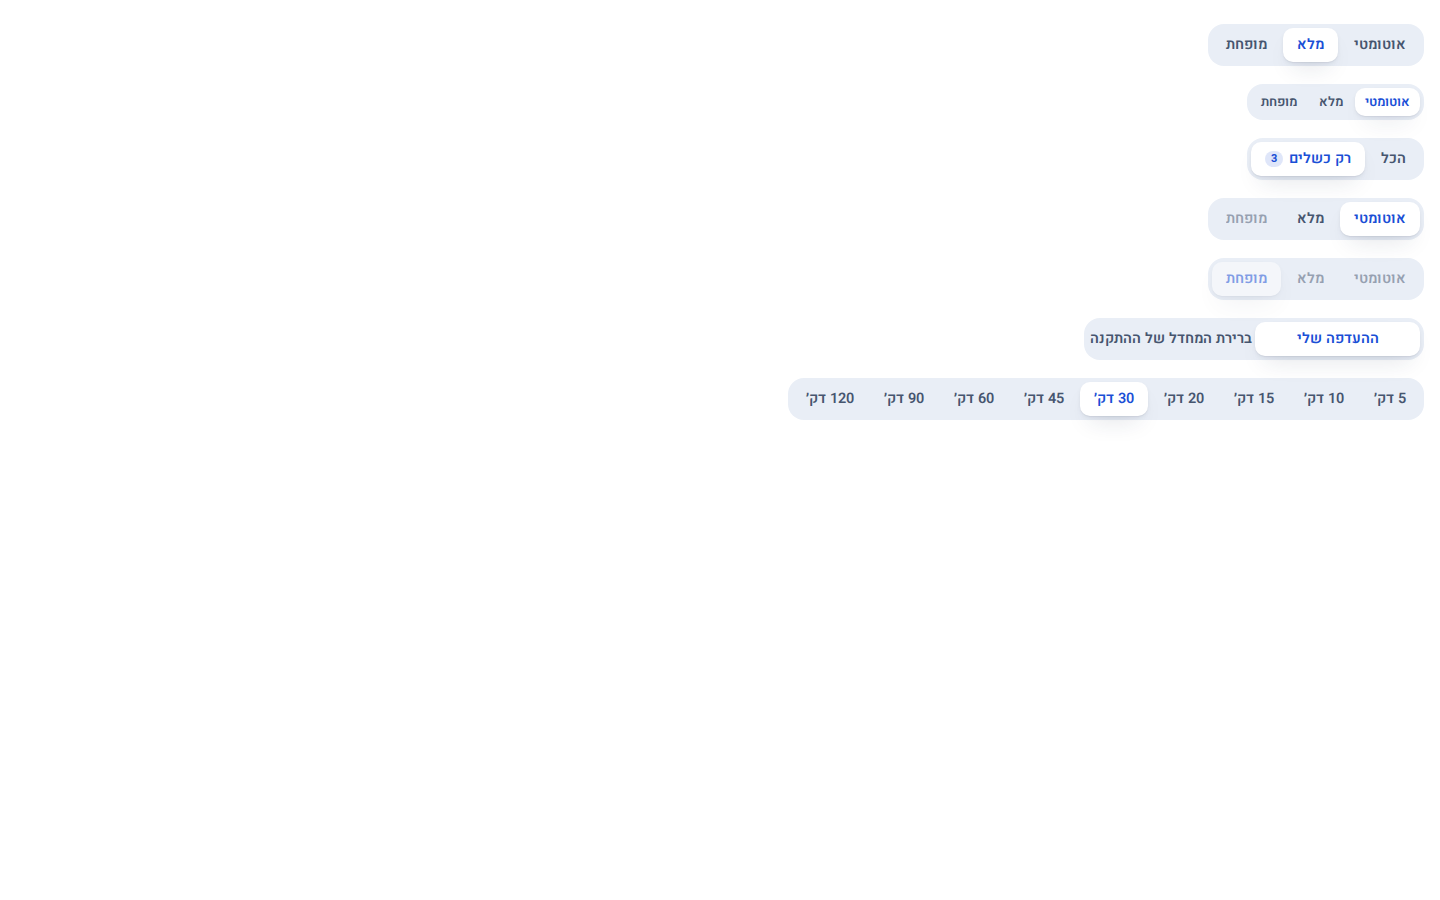 אוטומטי מלא מופחת
אוטומטי מלא מופחת
הכל רק כשלים 3
אוטומטי מלא מופחת
אוטומטי מלא מופחת
ההעדפה שלי ברירת המחדל של ההתקנה
5 דק׳ 10 דק׳ 15 דק׳ 20 דק׳ 30 דק׳ 45 דק׳ 60 דק׳ 90 דק׳ 120 דק׳